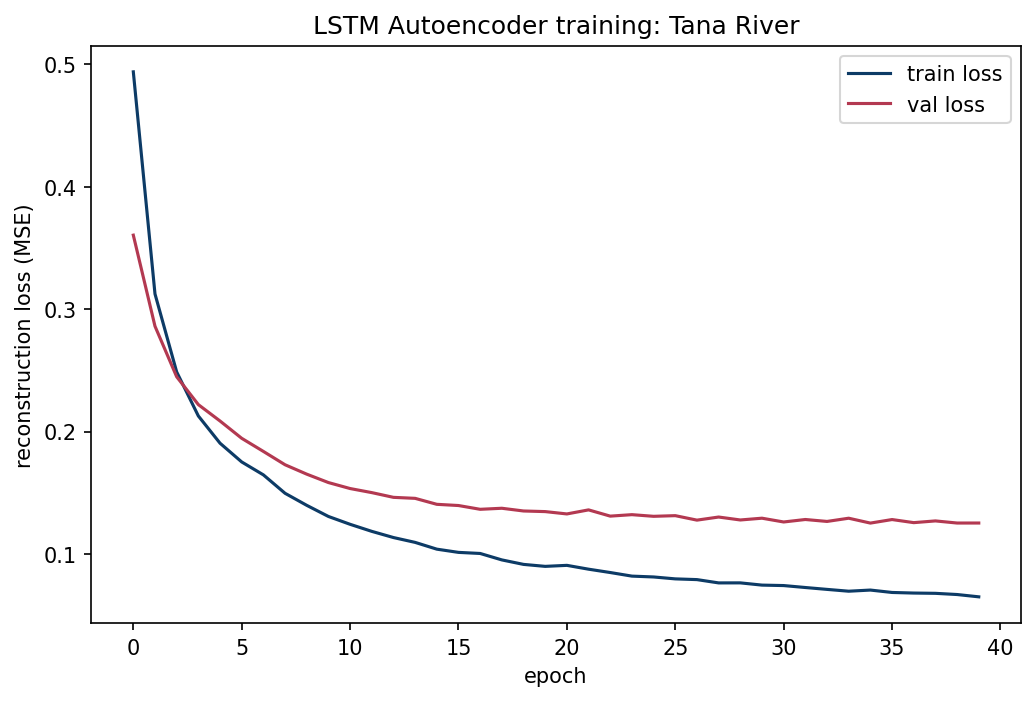 LSTM Autoencoder training: Tana River
train loss
val loss
reconstruction loss (MSE)
0.5
0.4
0.3
0.2
0.1
0 5 10 15 20 25 30 35 40
epoch